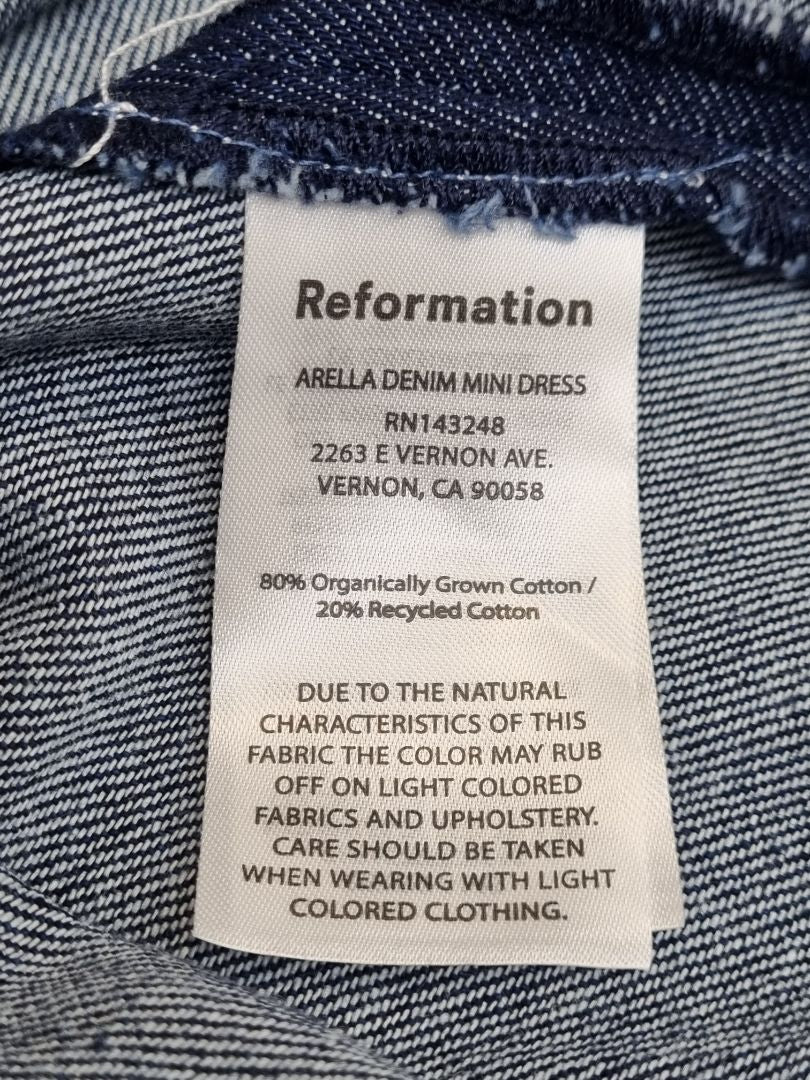 Reformation
ARELLA DENIM MINI DRESS
RN143248
2263 E VERNON AVE.
VERNON, CA 90058
80% Organically Grown Cotton /
20% Recycled Cotton
DUE TO THE NATURAL
CHARACTERISTICS OF THIS
FABRIC THE COLOR MAY RUB
OFF ON LIGHT COLORED
FABRICS AND UPHOLSTERY.
CARE SHOULD BE TAKEN
WHEN WEARING WITH LIGHT
COLORED CLOTHING.